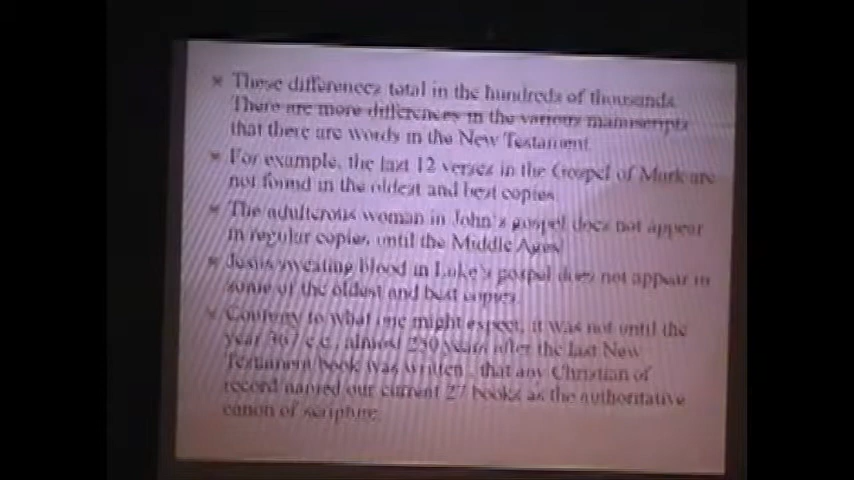 These differences total in the hundreds of thousands.
There are more differences in the various manuscripts
that there are words in the New Testament.
For example, the last 12 verses in the Gospel of Mark are
not found in the oldest and best copies.
The adulterous woman in John's gospel does not appear
in regular copies, until the Middle Ages!
Jesus sweating blood in Luke's gospel does not appear in
some of the oldest and best copies.
Contrary to what one might expect, it was not until the
year 367 c.e., almost 250 years after the last New
Testament book was written, that any Christian of
record named our current 27 books as the authoritative
canon of scripture.